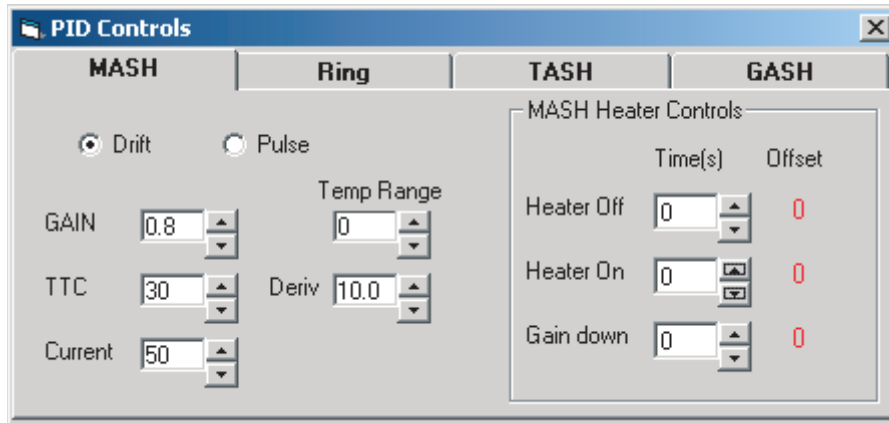 PID Controls
MASH Ring TASH GASH
Drift Pulse
Temp Range
GAIN 0.8 0
TTC 30 Deriv 10.0
Current 50
MASH Heater Controls
Time(s) Offset
Heater Off 0 0
Heater On 0 0
Gain down 0 0